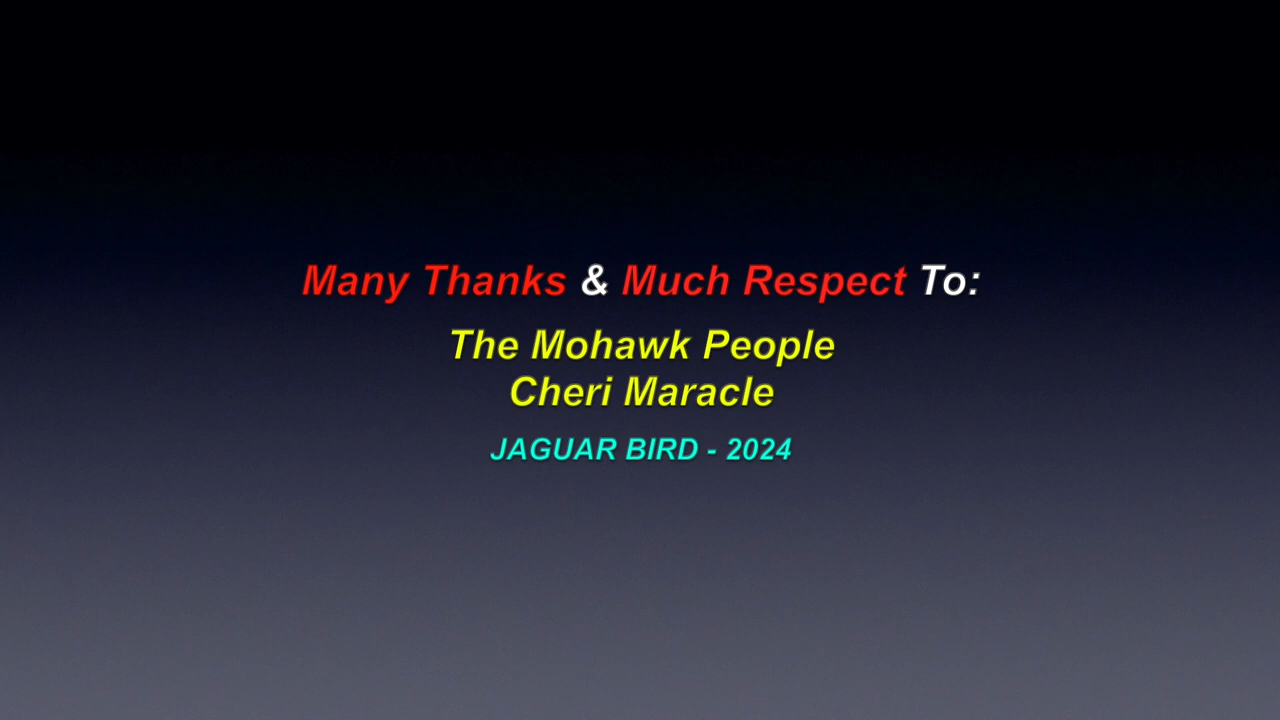 Many Thanks & Much Respect To:
The Mohawk People
Cheri Maracle
JAGUAR BIRD - 2024